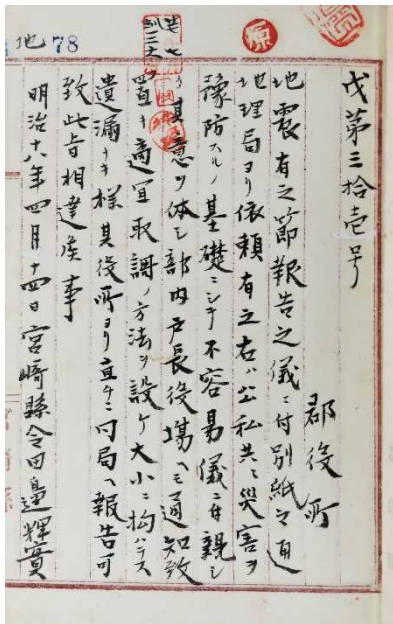 地 78
原
戊第三拾壱号
郡役所
地震有之節報告之儀ニ付別紙之通
地理局ヨリ依頼有之右ハ公私共ニ災害ヲ
豫防スルノ基礎ニシテ不容易儀ニ付親シ
ク其意ヲ体シ部内戸長役場ヘモ通知致
置キ適宜取調ノ方法ヲ設ケ大小ニ拘ハラス
遺漏ナキ様其役所ヨリ直チニ同局ヘ報告可
致此旨相達候事
明治十八年四月十四日 宮崎縣令田邊輝實